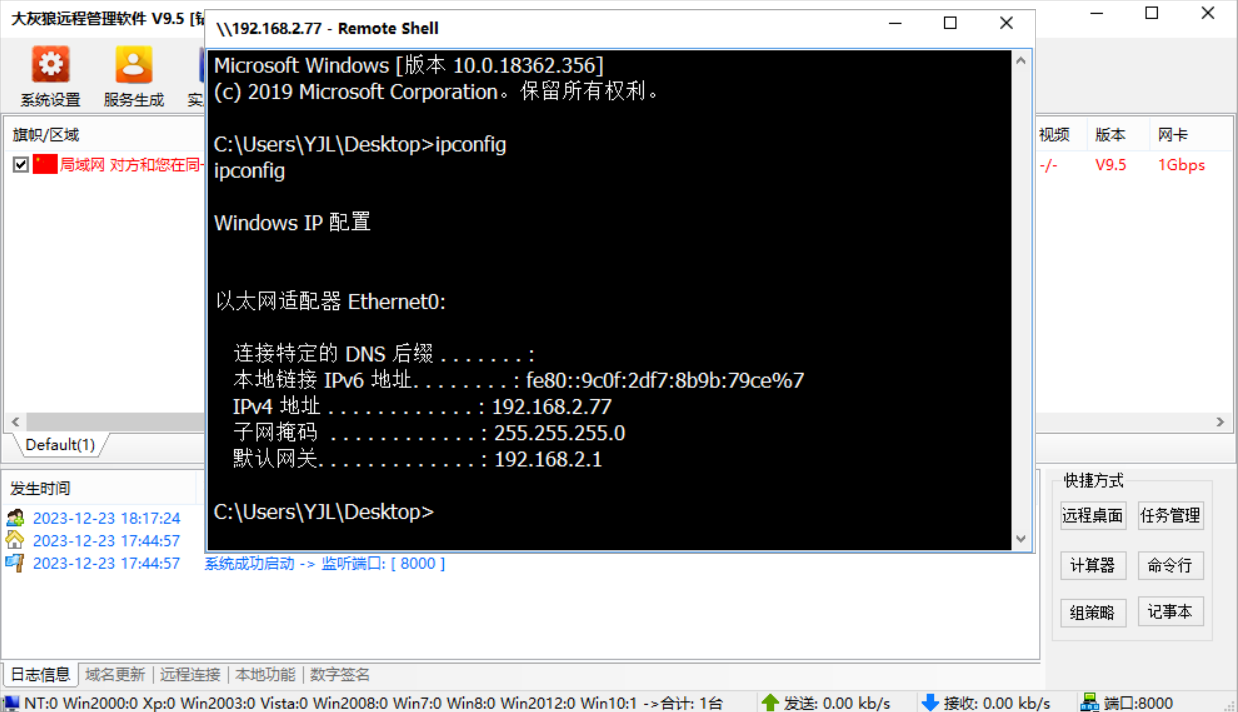 大灰狼远程管理软件 V9.5 [
\\192.168.2.77 - Remote Shell
系统设置 服务生成 实
旗帜/区域 视频 版本 网卡
局域网 对方和您在同一 -/- V9.5 1Gbps
Microsoft Windows [版本 10.0.18362.356]
(c) 2019 Microsoft Corporation。保留所有权利。
C:\Users\YJL\Desktop>ipconfig
ipconfig
Windows IP 配置
以太网适配器 Ethernet0:
连接特定的 DNS 后缀 . . . . . . . :
本地链接 IPv6 地址. . . . . . . . : fe80::9c0f:2df7:8b9b:79ce%7
IPv4 地址 . . . . . . . . . . . . : 192.168.2.77
子网掩码 . . . . . . . . . . . . : 255.255.255.0
默认网关. . . . . . . . . . . . . : 192.168.2.1
C:\Users\YJL\Desktop>
Default(1)
发生时间
2023-12-23 18:17:24
2023-12-23 17:44:57
2023-12-23 17:44:57 系统成功启动 -> 监听端口: [ 8000 ]
快捷方式
远程桌面 任务管理
计算器 命令行
组策略 记事本
日志信息 域名更新 远程连接 本地功能 数字签名
NT:0 Win2000:0 Xp:0 Win2003:0 Vista:0 Win2008:0 Win7:0 Win8:0 Win2012:0 Win10:1 ->合计: 1台 发送: 0.00 kb/s 接收: 0.00 kb/s 端口:8000